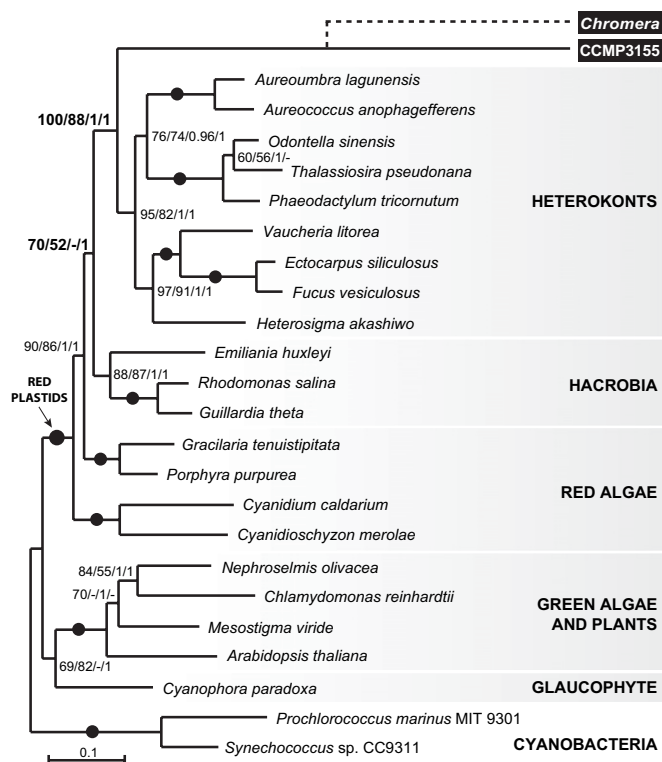 Chromera
CCMP3155
Aureoumbra lagunensis
Aureococcus anophagefferens
100/88/1/1
76/74/0.96/1
Odontella sinensis
60/56/1/-
Thalassiosira pseudonana
Phaeodactylum tricornutum
HETEROKONTS
95/82/1/1
Vaucheria litorea
70/52/-/1
Ectocarpus siliculosus
97/91/1/1
Fucus vesiculosus
Heterosigma akashiwo
90/86/1/1
Emiliania huxleyi
88/87/1/1
Rhodomonas salina
HACROBIA
RED
PLASTIDS
Guillardia theta
Gracilaria tenuistipitata
Porphyra purpurea
RED ALGAE
Cyanidium caldarium
Cyanidioschyzon merolae
Nephroselmis olivacea
84/55/1/1
70/-/1/-
Chlamydomonas reinhardtii
GREEN ALGAE
AND PLANTS
Mesostigma viride
Arabidopsis thaliana
69/82/-/1
Cyanophora paradoxa
GLAUCOPHYTE
Prochlorococcus marinus MIT 9301
Synechococcus sp. CC9311
CYANOBACTERIA
0.1